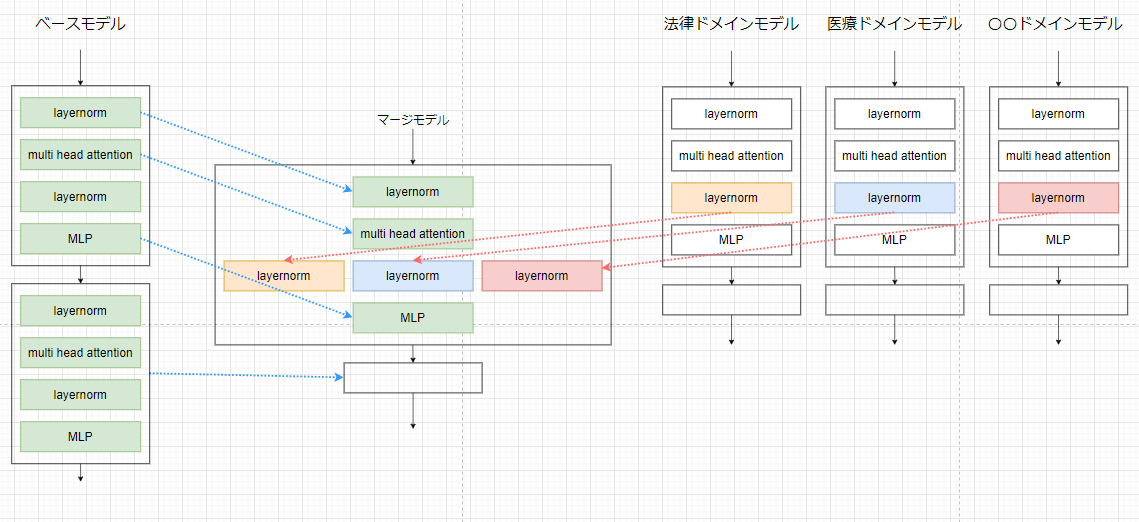 ベースモデル
layernorm
multi head attention
layernorm
MLP
layernorm
multi head attention
layernorm
MLP
マージモデル
layernorm
multi head attention
layernorm
layernorm
layernorm
MLP
法律ドメインモデル
layernorm
multi head attention
layernorm
MLP
医療ドメインモデル
layernorm
multi head attention
layernorm
MLP
〇〇ドメインモデル
layernorm
multi head attention
layernorm
MLP